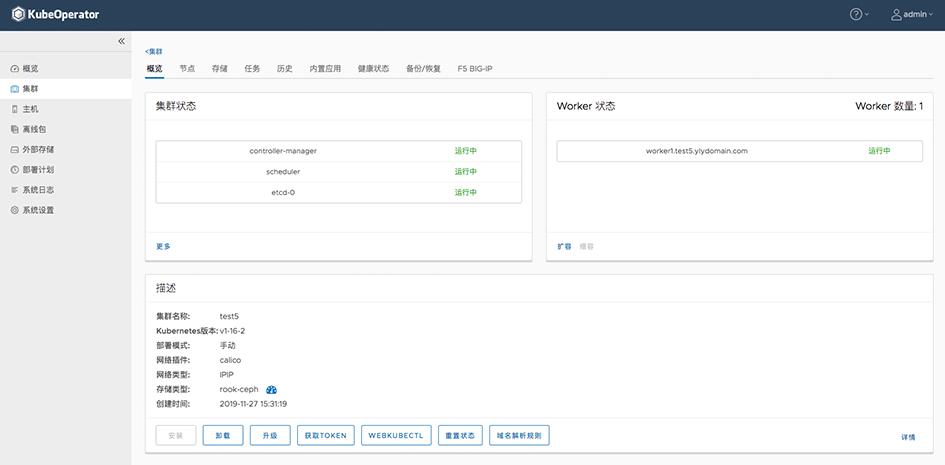 KubeOperator
admin
概览
集群
主机
离线包
外部存储
部署计划
系统日志
系统设置
<集群
概览 节点 存储 任务 历史 内置应用 健康状态 备份/恢复 F5 BIG-IP
集群状态
controller-manager 运行中
scheduler 运行中
etcd-0 运行中
更多
Worker 状态 Worker 数量: 1
worker1.test5.ylydomain.com 运行中
扩容 缩容
描述
集群名称: test5
Kubernetes版本: v1-16-2
部署模式: 手动
网络插件: calico
网络类型: IPIP
存储类型: rook-ceph
创建时间: 2019-11-27 15:31:19
安装 卸载 升级 获取TOKEN WEBKUBECTL 重置状态 域名解析规则 详情